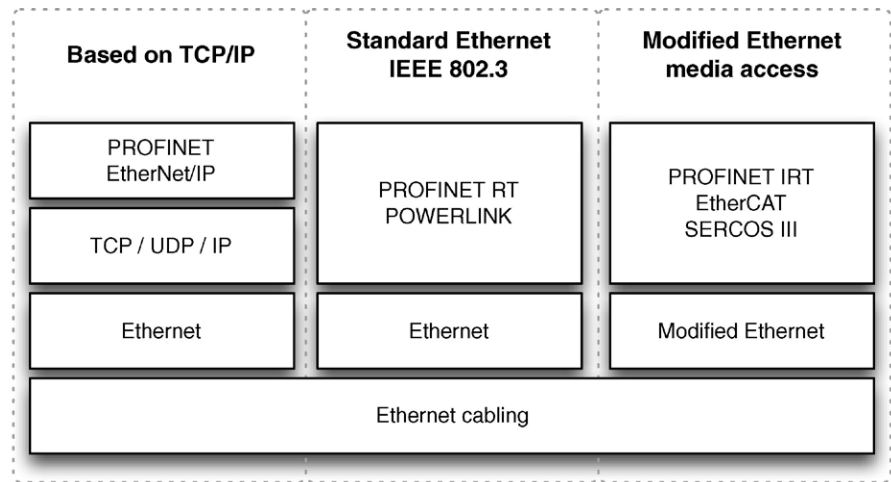 Based on TCP/IP
Standard Ethernet
IEEE 802.3
Modified Ethernet
media access
PROFINET
EtherNet/IP
TCP / UDP / IP
Ethernet
PROFINET RT
POWERLINK
Ethernet
PROFINET IRT
EtherCAT
SERCOS III
Modified Ethernet
Ethernet cabling